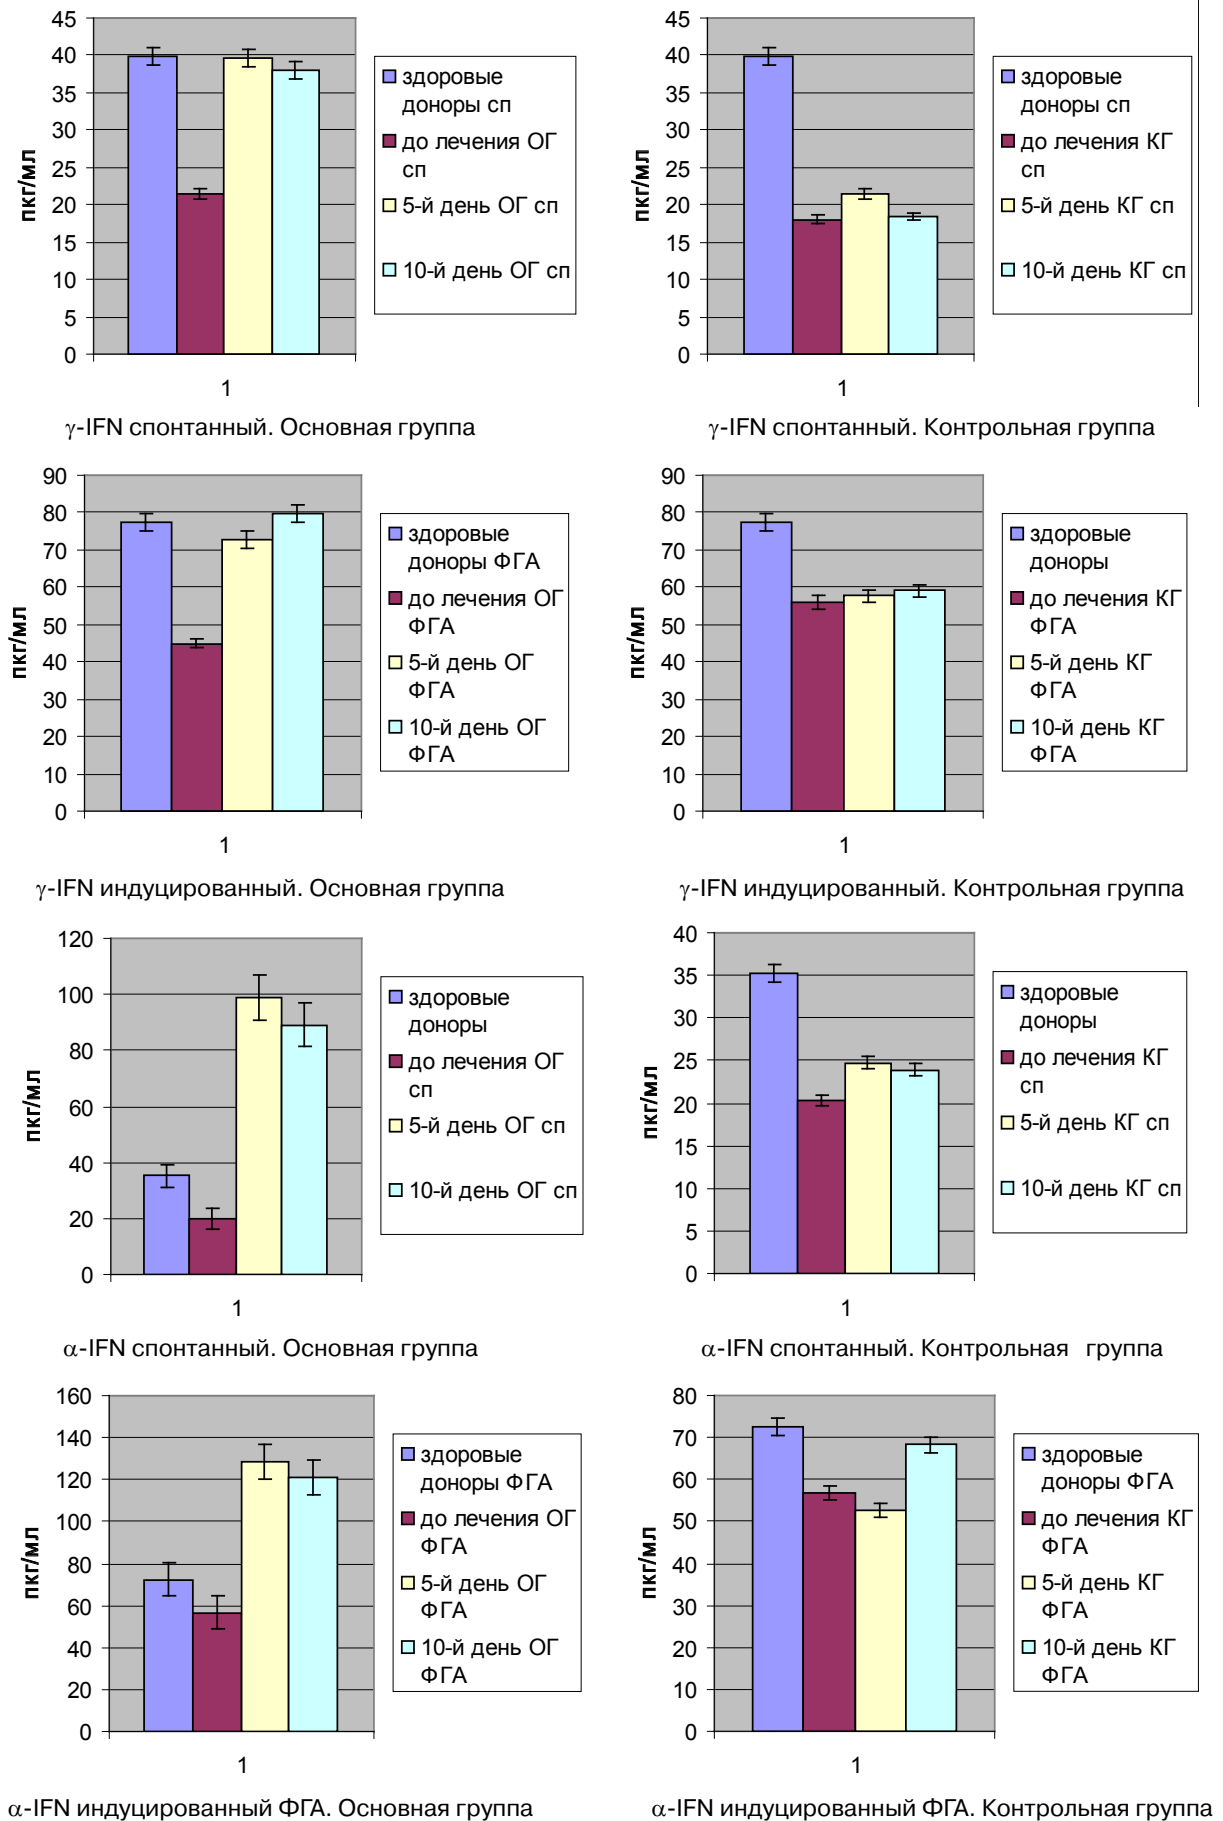 45
40
35
30
25
20
15
10
5
0
пкг/мл
1
здоровые
доноры сп
до лечения ОГ
сп
5-й день ОГ сп
10-й день ОГ сп
γ-IFN спонтанный. Основная группа
45
40
35
30
25
20
15
10
5
0
пкг/мл
1
здоровые
доноры сп
до лечения КГ
сп
5-й день КГ сп
10-й день КГ сп
γ-IFN спонтанный. Контрольная группа
90
80
70
60
50
40
30
20
10
0
пкг/мл
1
здоровые
доноры ФГА
до лечения ОГ
ФГА
5-й день ОГ
ФГА
10-й день ОГ
ФГА
γ-IFN индуцированный. Основная группа
90
80
70
60
50
40
30
20
10
0
пкг/мл
1
здоровые
доноры
до лечения КГ
ФГА
5-й день КГ
ФГА
10-й день КГ
ФГА
γ-IFN индуцированный. Контрольная группа
120
100
80
60
40
20
0
пкг/мл
1
здоровые
доноры
до лечения ОГ
сп
5-й день ОГ сп
10-й день ОГ сп
α-IFN спонтанный. Основная группа
40
35
30
25
20
15
10
5
0
пкг/мл
1
здоровые
доноры
до лечения КГ
сп
5-й день КГ сп
10-й день КГ сп
α-IFN спонтанный. Контрольная группа
160
140
120
100
80
60
40
20
0
пкг/мл
1
здоровые
доноры ФГА
до лечения ОГ
ФГА
5-й день ОГ
ФГА
10-й день ОГ
ФГА
α-IFN индуцированный ФГА. Основная группа
80
70
60
50
40
30
20
10
0
пкг/мл
1
здоровые
доноры ФГА
до лечения КГ
ФГА
5-й день КГ
ФГА
10-й день КГ
ФГА
α-IFN индуцированный ФГА. Контрольная группа